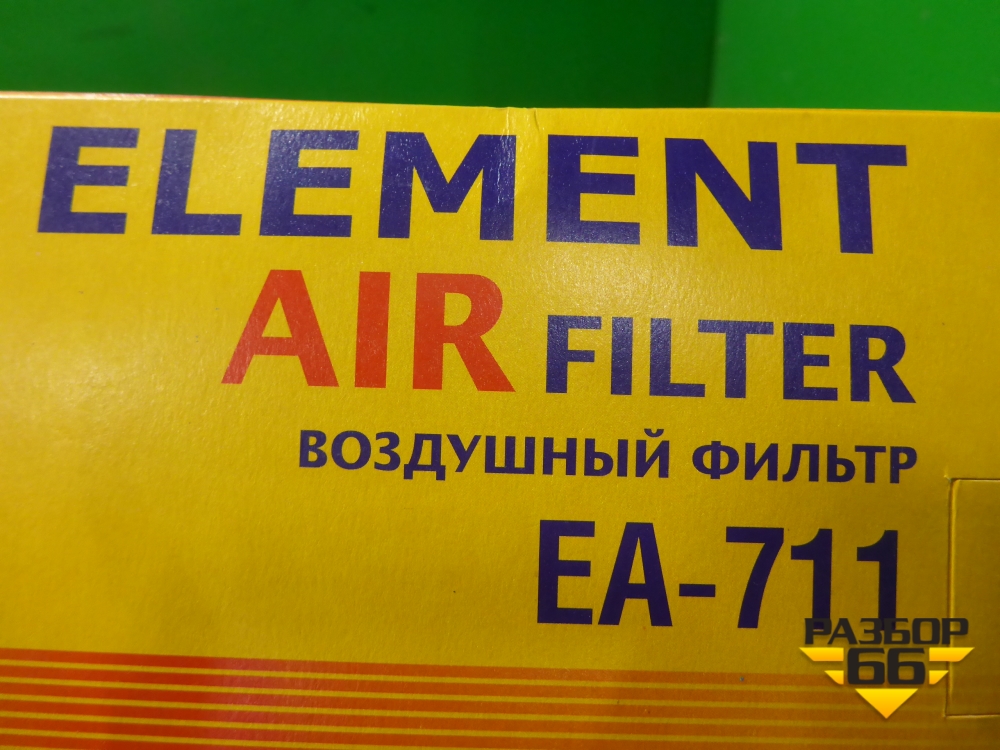 ELEMENT
AIR FILTER
ВОЗДУШНЫЙ ФИЛЬТР
EA-711
РАЗБОР
66